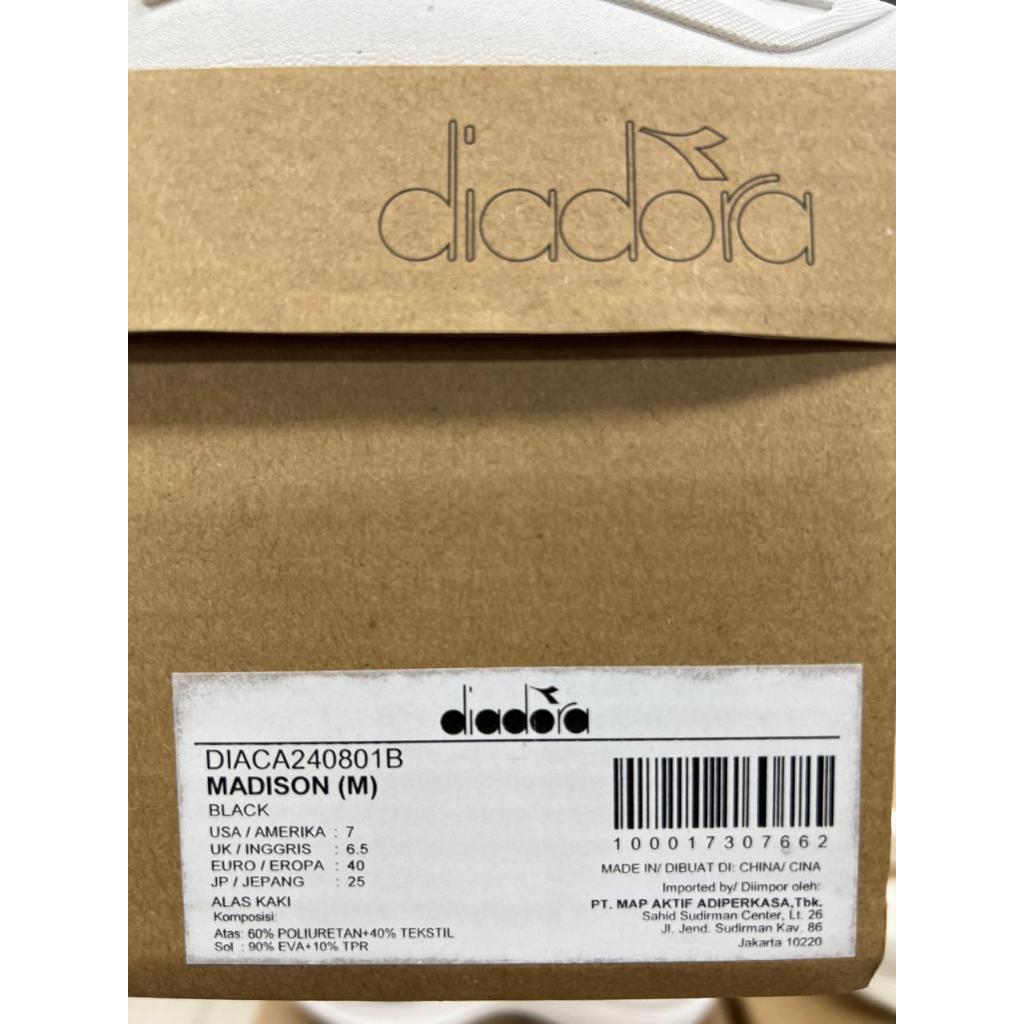 diadora
diadora
DIACA240801B
MADISON (M)
BLACK
USA / AMERIKA : 7
UK / INGGRIS : 6.5
EURO / EROPA : 40
JP / JEPANG : 25
ALAS KAKI
Komposisi:
Atas: 60% POLIURETAN+40% TEKSTIL
Sol : 90% EVA+10% TPR
100017307662
MADE IN/ DIBUAT DI: CHINA/ CINA
Imported by/ Diimpor oleh:
PT. MAP AKTIF ADIPERKASA,Tbk.
Sahid Sudirman Center, Lt. 26
Jl. Jend. Sudirman Kav. 86
Jakarta 10220